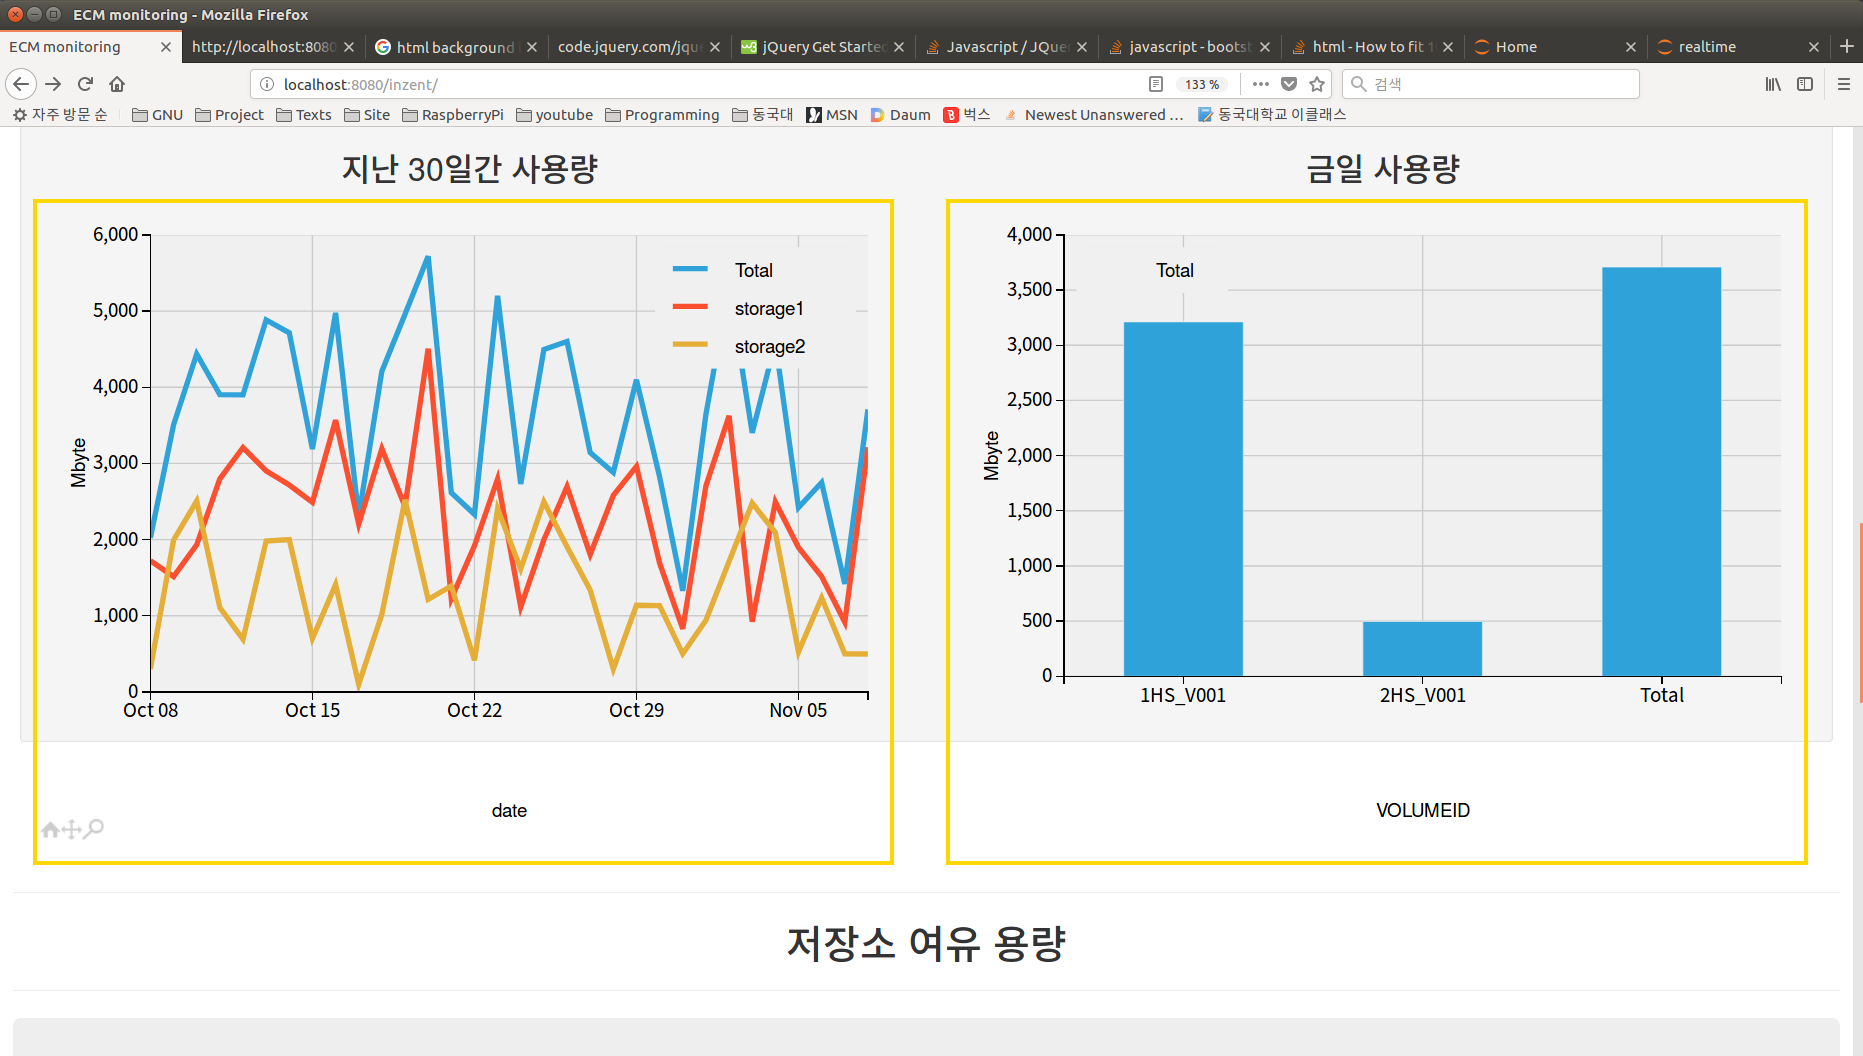 ECM monitoring - Mozilla Firefox
ECM monitoring
http://localhost:8080
html background
code.jquery.com/jqu
jQuery Get Starte
Javascript / JQue
javascript - bootst
html - How to fit
Home
realtime
localhost:8080/inzent/
133 %
검색
자주 방문 순
GNU
Project
Texts
Site
RaspberryPi
youtube
Programming
동국대
MSN
Daum
벅스
Newest Unanswered ...
동국대학교 이클래스
지난 30일간 사용량
6,000
5,000
4,000
3,000
2,000
1,000
0
Mbyte
Total
storage1
storage2
Oct 08
Oct 15
Oct 22
Oct 29
Nov 05
date
금일 사용량
4,000
3,500
3,000
2,500
2,000
1,500
1,000
500
0
Mbyte
Total
1HS_V001
2HS_V001
Total
VOLUMEID
저장소 여유 용량